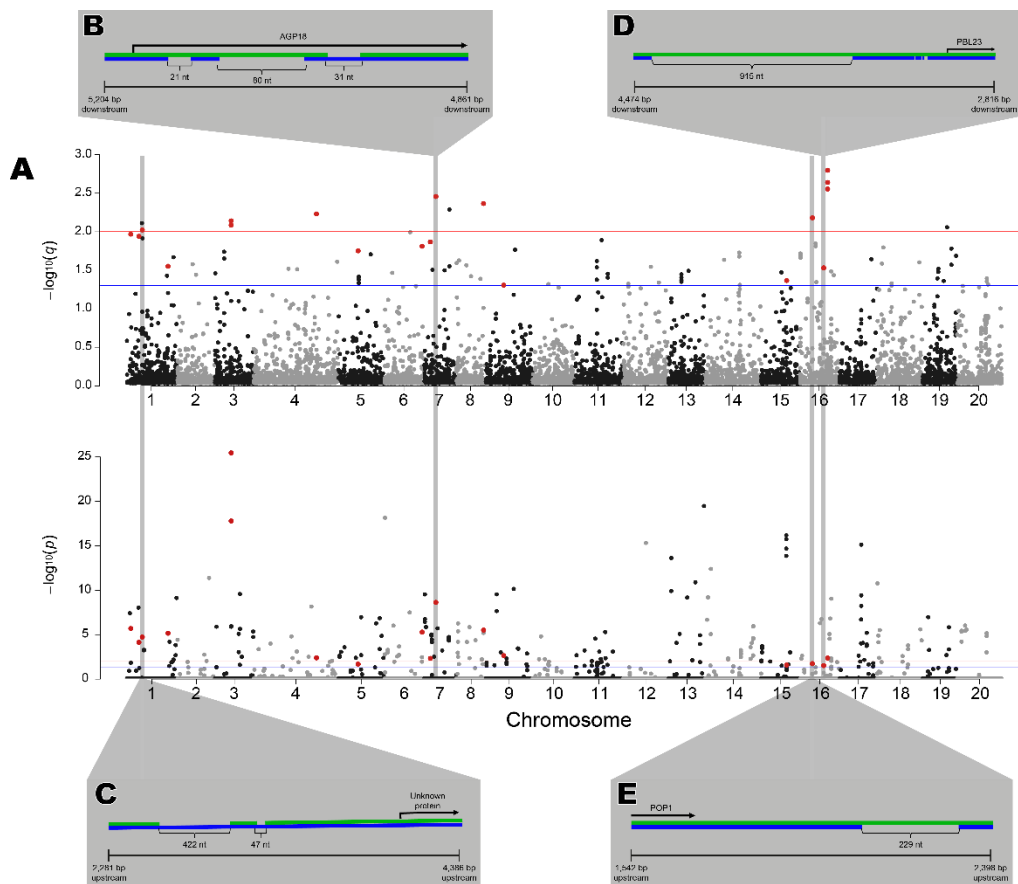 B
AGP18
21 nt
80 nt
31 nt
5,204 bp
downstream
4,861 bp
downstream
D
PBL23
915 nt
4,474 bp
downstream
2,816 bp
downstream
A
3.0
2.5
2.0
1.5
1.0
0.5
0.0
−log10(q)
1 2 3 4 5 6 7 8 9 10 11 12 13 14 15 16 17 18 19 20
25
20
15
10
5
0
−log10(p)
1 2 3 4 5 6 7 8 9 10 11 12 13 14 15 16 17 18 19 20
Chromosome
C
Unknown
protein
422 nt
47 nt
2,281 bp
upstream
4,386 bp
upstream
E
POP1
229 nt
1,542 bp
upstream
2,398 bp
upstream